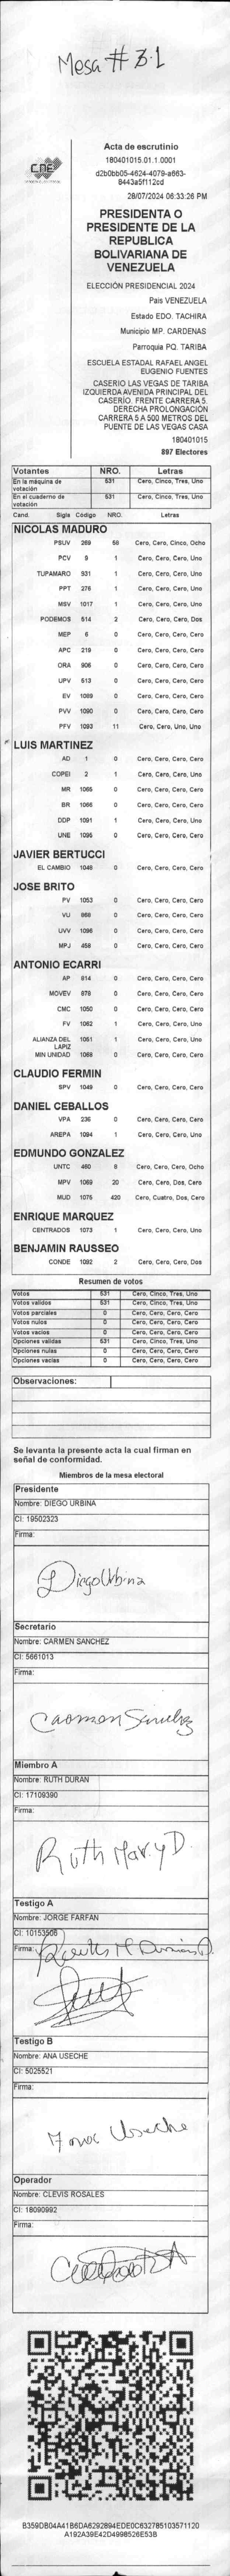 Mesa # 3.1
CNE
Acta de escrutinio
180401015.01.1.0001
d2b0bb05-4624-4079-a663-
8443a5f112cd
28/07/2024 06:33:26 PM
PRESIDENTA O
PRESIDENTE DE LA
REPUBLICA
BOLIVARIANA DE
VENEZUELA
ELECCIÓN PRESIDENCIAL 2024
Pais VENEZUELA
Estado EDO. TACHIRA
Municipio MP. CARDENAS
Parroquia PQ. TARIBA
ESCUELA ESTADAL RAFAEL ANGEL
EUGENIO FUENTES
CASERIO LAS VEGAS DE TARIBA
IZQUIERDA AVENIDA PRINCIPAL DEL
CASERÍO. FRENTE CARRERA 5.
DERECHA PROLONGACIÓN
CARRERA 5 A 500 METROS DEL
PUENTE DE LAS VEGAS CASA
180401015
897 Electores
Votantes NRO. Letras
En la máquina de votación 531 Cero, Cinco, Tres, Uno
En el cuaderno de votación 531 Cero, Cinco, Tres, Uno
Cand. Sigla Código NRO. Letras
NICOLAS MADURO
PSUV 269 58 Cero, Cero, Cinco, Ocho
PCV 9 1 Cero, Cero, Cero, Uno
TUPAMARO 931 1 Cero, Cero, Cero, Uno
PPT 276 1 Cero, Cero, Cero, Uno
MSV 1017 1 Cero, Cero, Cero, Uno
PODEMOS 514 2 Cero, Cero, Cero, Dos
MEP 6 0 Cero, Cero, Cero, Cero
APC 219 0 Cero, Cero, Cero, Cero
ORA 906 0 Cero, Cero, Cero, Cero
UPV 513 0 Cero, Cero, Cero, Cero
EV 1089 0 Cero, Cero, Cero, Cero
PVV 1090 0 Cero, Cero, Cero, Cero
PFV 1093 11 Cero, Cero, Uno, Uno
LUIS MARTINEZ
AD 1 0 Cero, Cero, Cero, Cero
COPEI 2 1 Cero, Cero, Cero, Uno
MR 1065 0 Cero, Cero, Cero, Cero
BR 1066 0 Cero, Cero, Cero, Cero
DDP 1091 1 Cero, Cero, Cero, Uno
UNE 1096 0 Cero, Cero, Cero, Cero
JAVIER BERTUCCI
EL CAMBIO 1048 0 Cero, Cero, Cero, Cero
JOSE BRITO
PV 1053 0 Cero, Cero, Cero, Cero
VU 868 0 Cero, Cero, Cero, Cero
UVV 1098 0 Cero, Cero, Cero, Cero
MPJ 458 0 Cero, Cero, Cero, Cero
ANTONIO ECARRI
AP 814 0 Cero, Cero, Cero, Cero
MOVEV 979 0 Cero, Cero, Cero, Cero
CMC 1050 0 Cero, Cero, Cero, Cero
FV 1062 1 Cero, Cero, Cero, Uno
ALIANZA DEL LAPIZ 1051 1 Cero, Cero, Cero, Uno
MIN UNIDAD 1068 0 Cero, Cero, Cero, Cero
CLAUDIO FERMIN
SPV 1049 0 Cero, Cero, Cero, Cero
DANIEL CEBALLOS
VPA 236 0 Cero, Cero, Cero, Cero
AREPA 1094 1 Cero, Cero, Cero, Uno
EDMUNDO GONZALEZ
UNTC 460 8 Cero, Cero, Cero, Ocho
MPV 1069 20 Cero, Cero, Dos, Cero
MUD 1075 420 Cero, Cuatro, Dos, Cero
ENRIQUE MARQUEZ
CENTRADOS 1073 1 Cero, Cero, Cero, Uno
BENJAMIN RAUSSEO
CONDE 1092 2 Cero, Cero, Cero, Dos
Resumen de votos
Votos 531 Cero, Cinco, Tres, Uno
Votos validos 531 Cero, Cinco, Tres, Uno
Votos parciales 0 Cero, Cero, Cero, Cero
Votos nulos 0 Cero, Cero, Cero, Cero
Votos vacios 0 Cero, Cero, Cero, Cero
Opciones validas 531 Cero, Cinco, Tres, Uno
Opciones nulas 0 Cero, Cero, Cero, Cero
Opciones vacias 0 Cero, Cero, Cero, Cero
Observaciones:
Se levanta la presente acta la cual firman en
señal de conformidad.
Miembros de la mesa electoral
Presidente
Nombre: DIEGO URBINA
CI: 19502323
Firma:
Diego Urbina
Secretario
Nombre: CARMEN SANCHEZ
CI: 5661013
Firma:
Carmen Sanchez
Miembro A
Nombre: RUTH DURAN
CI: 17109390
Firma:
Ruth Mary D.
Testigo A
Nombre: JORGE FARFAN
CI: 10153506
Firma:
Testigo B
Nombre: ANA USECHE
CI: 5025521
Firma:
Useche
Operador
Nombre: CLEVIS ROSALES
CI: 18090992
Firma:
B359DB04A41B6DA6292894EDE0C632785103571120
A192A39E42D4998526E53B